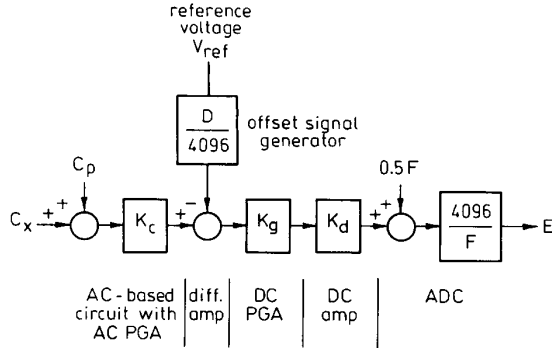 reference
voltage
Vref
D
4096
offset signal
generator
Cp
0.5F
Cx
+ +
Kc
+ −
Kg
Kd
+ +
4096
F
E
AC-based
circuit with
AC PGA
diff.
amp
DC
PGA
DC
amp
ADC